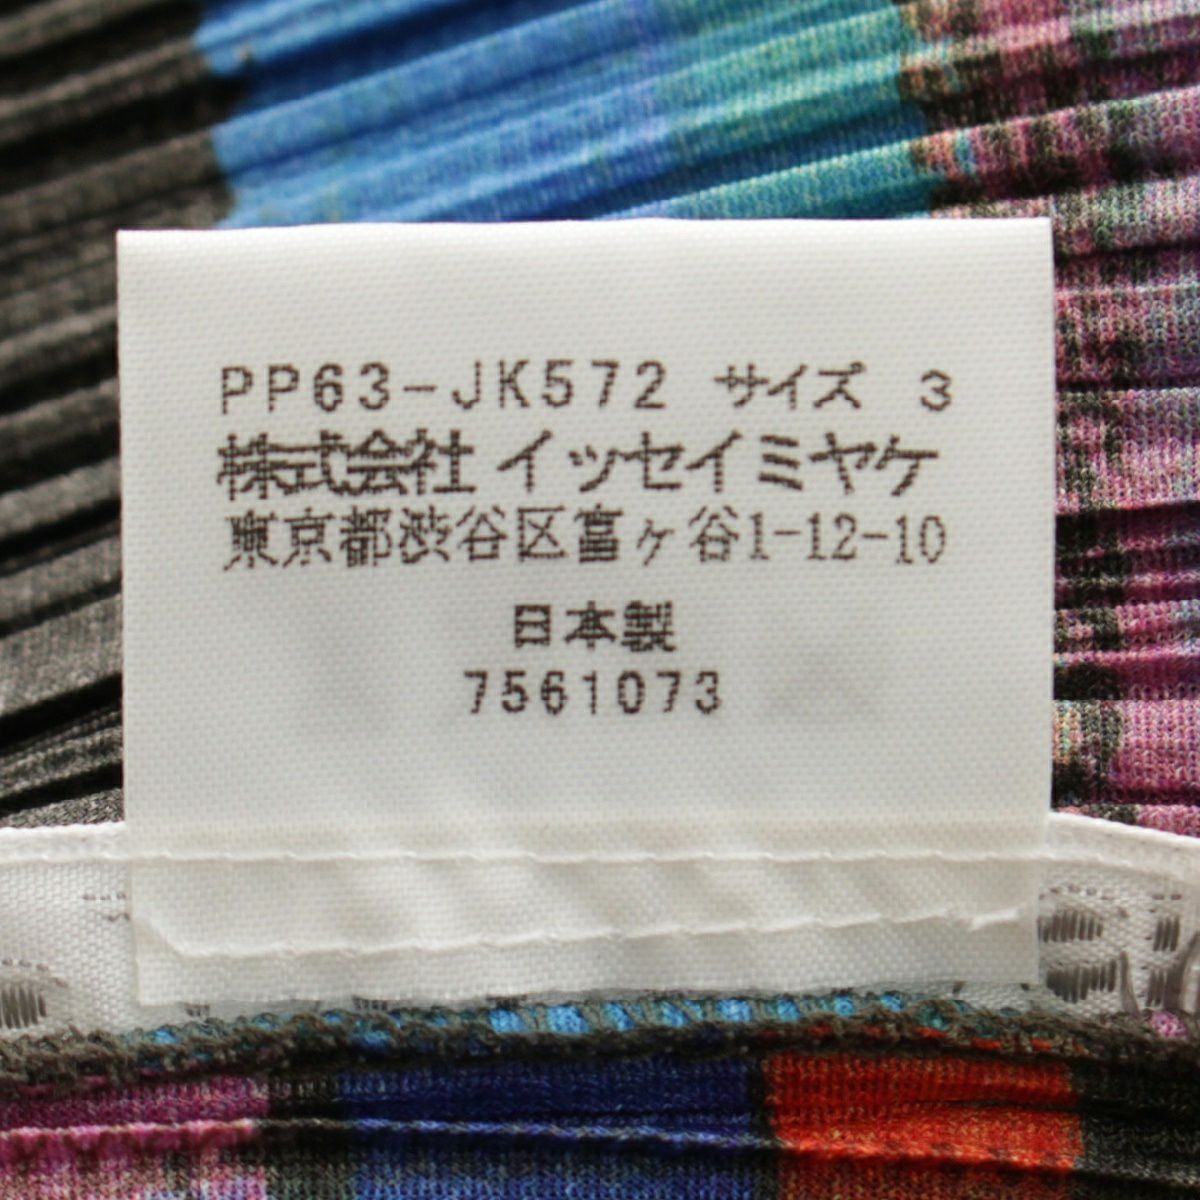 PP63-JK572 サイズ 3
株式会社 イッセイミヤケ
東京都渋谷区富ヶ谷1-12-10
日本製
7561073